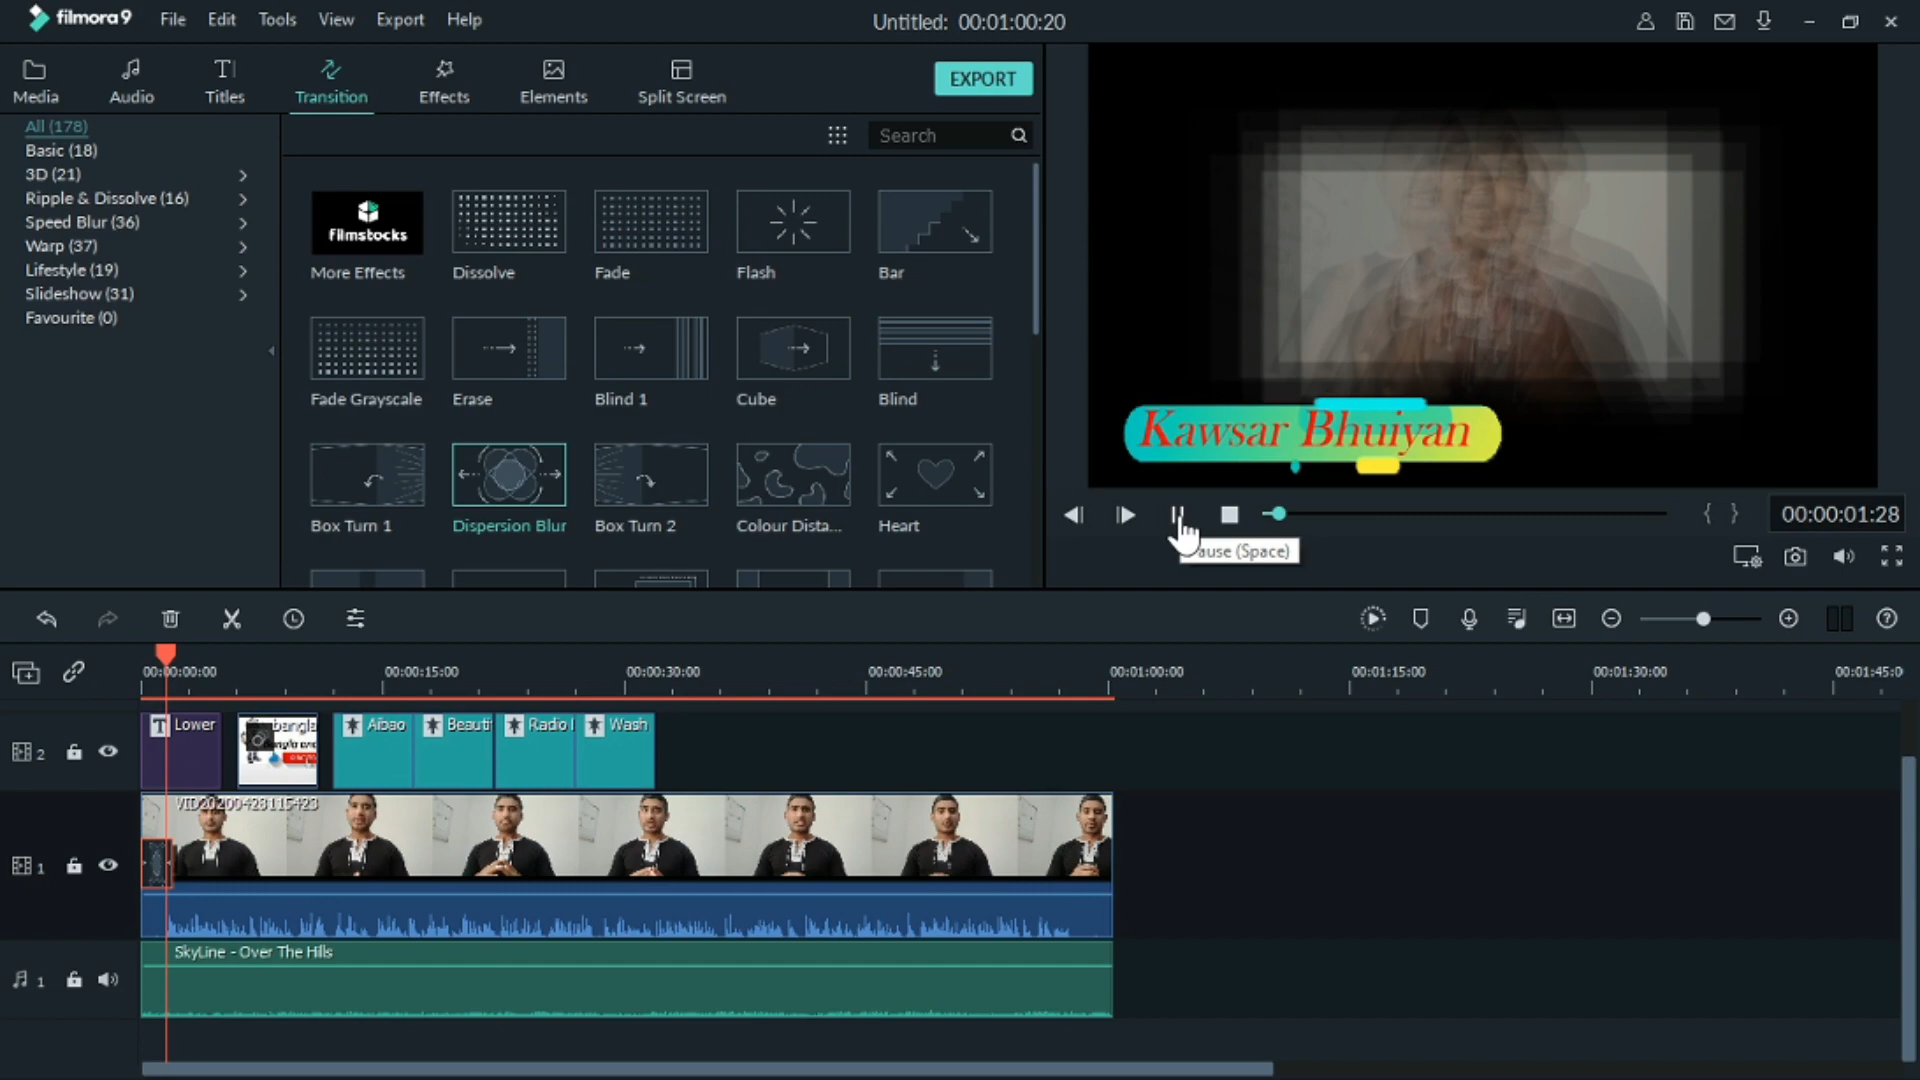 filmora9
File Edit Tools View Export Help
Untitled: 00:01:00:20
Media Audio Titles Transition Effects Elements Split Screen
EXPORT
All (178)
Basic (18)
3D (21)
Ripple & Dissolve (16)
Speed Blur (36)
Warp (37)
Lifestyle (19)
Slideshow (31)
Favourite (0)
Search
filmstocks
More Effects Dissolve Fade Flash Bar
Fade Grayscale Erase Blind 1 Cube Blind
Box Turn 1 Dispersion Blur Box Turn 2 Colour Dista... Heart
Kawsar Bhuiyan
00:00:01:28
ause (Space)
00:00:00:00 00:00:15:00 00:00:30:00 00:00:45:00 00:01:00:00 00:01:15:00 00:01:30:00 00:01:45:0
2
T Lower
bangla
Aibao Beauti Radio Wash
VID20200423115423
1
SkyLine - Over The Hills
1